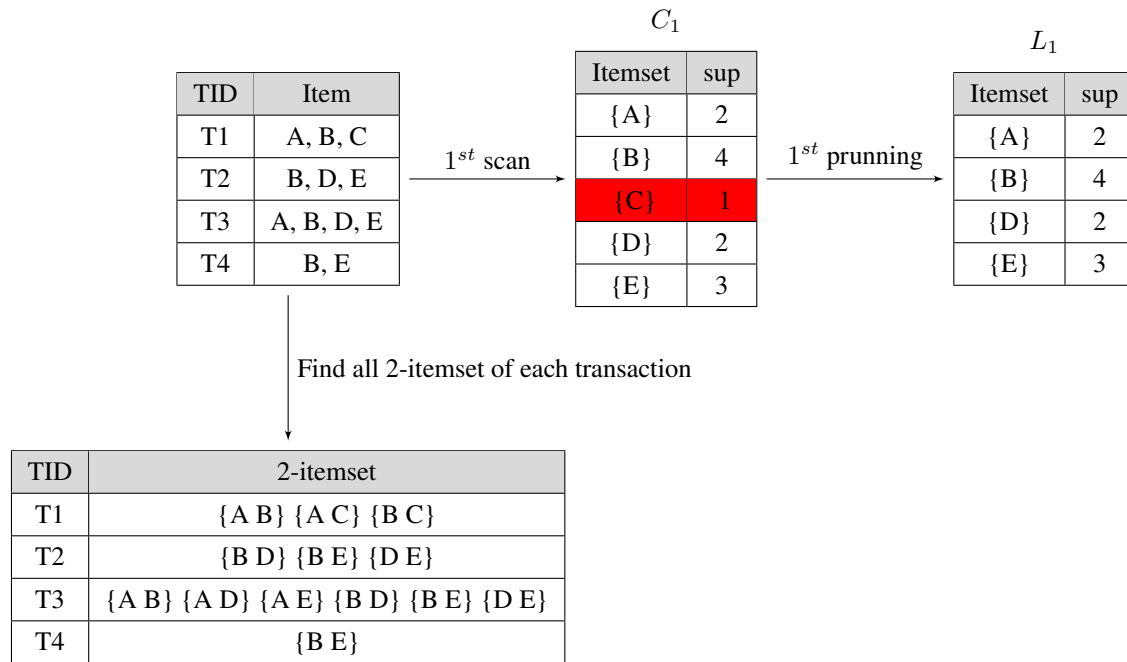 C₁
L₁
TID Item
T1 A, B, C
T2 B, D, E
T3 A, B, D, E
T4 B, E
1ˢᵗ scan
Itemset sup
{A} 2
{B} 4
{C} 1
{D} 2
{E} 3
1ˢᵗ prunning
Itemset sup
{A} 2
{B} 4
{D} 2
{E} 3
Find all 2-itemset of each transaction
TID 2-itemset
T1 {A B} {A C} {B C}
T2 {B D} {B E} {D E}
T3 {A B} {A D} {A E} {B D} {B E} {D E}
T4 {B E}